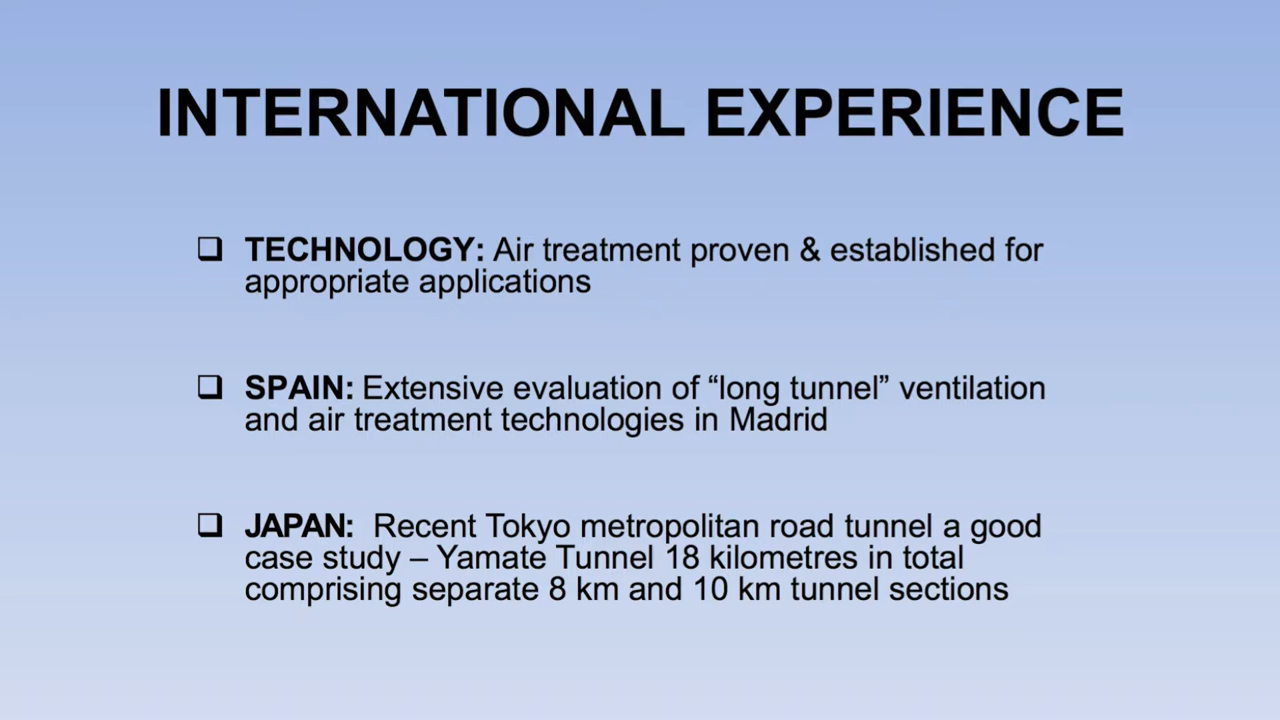 INTERNATIONAL EXPERIENCE
❑ TECHNOLOGY: Air treatment proven & established for
appropriate applications
❑ SPAIN: Extensive evaluation of “long tunnel” ventilation
and air treatment technologies in Madrid
❑ JAPAN: Recent Tokyo metropolitan road tunnel a good
case study – Yamate Tunnel 18 kilometres in total
comprising separate 8 km and 10 km tunnel sections